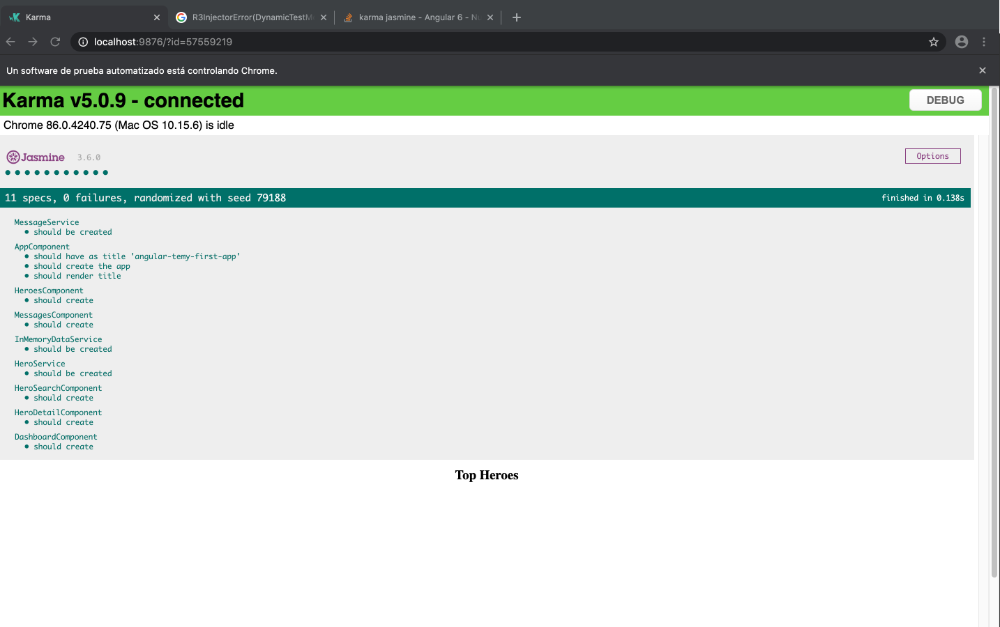 Karma
R3InjectorError(DynamicTestM
karma jasmine - Angular 6 - Nu
localhost:9876/?id=57559219
Un software de prueba automatizado está controlando Chrome.
Karma v5.0.9 - connected
DEBUG
Chrome 86.0.4240.75 (Mac OS 10.15.6) is idle
Jasmine 3.6.0
Options
11 specs, 0 failures, randomized with seed 79188
finished in 0.138s
MessageService
• should be created
AppComponent
• should have as title 'angular-temy-first-app'
• should create the app
• should render title
HeroesComponent
• should create
MessagesComponent
• should create
InMemoryDataService
• should be created
HeroService
• should be created
HeroSearchComponent
• should create
HeroDetailComponent
• should create
DashboardComponent
• should create
Top Heroes